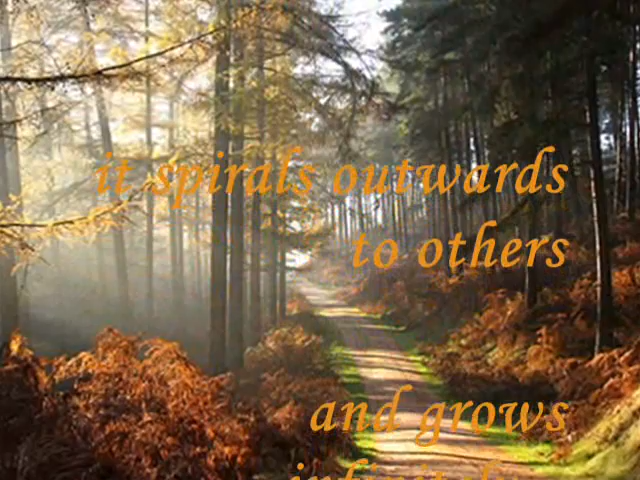 it spirals outwards
to others
and grows